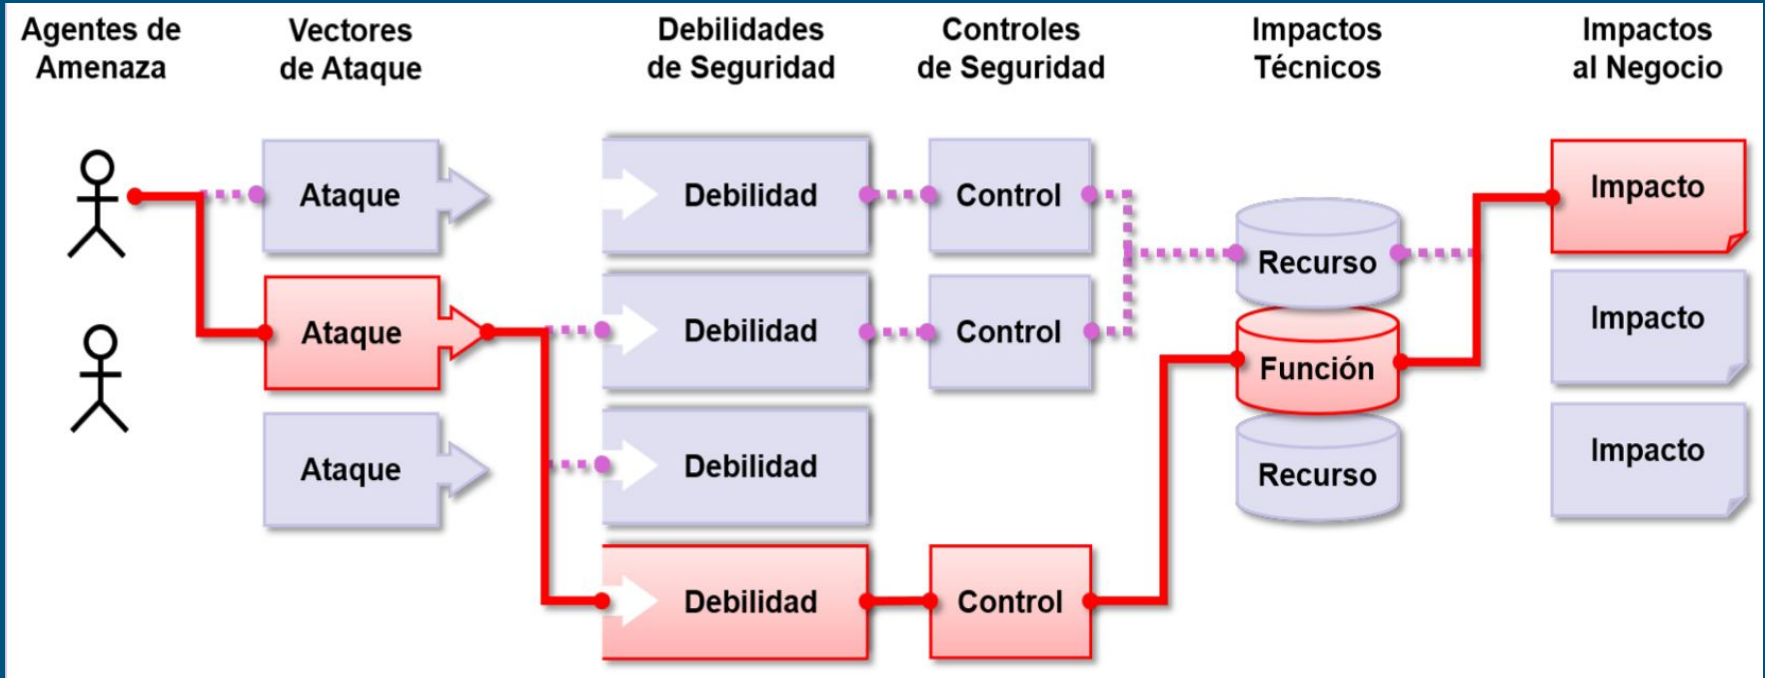 Agentes de
Amenaza
Vectores
de Ataque
Debilidades
de Seguridad
Controles
de Seguridad
Impactos
Técnicos
Impactos
al Negocio
Ataque
Debilidad
Control
Recurso
Impacto
Ataque
Debilidad
Control
Función
Impacto
Ataque
Debilidad
Recurso
Impacto
Debilidad
Control